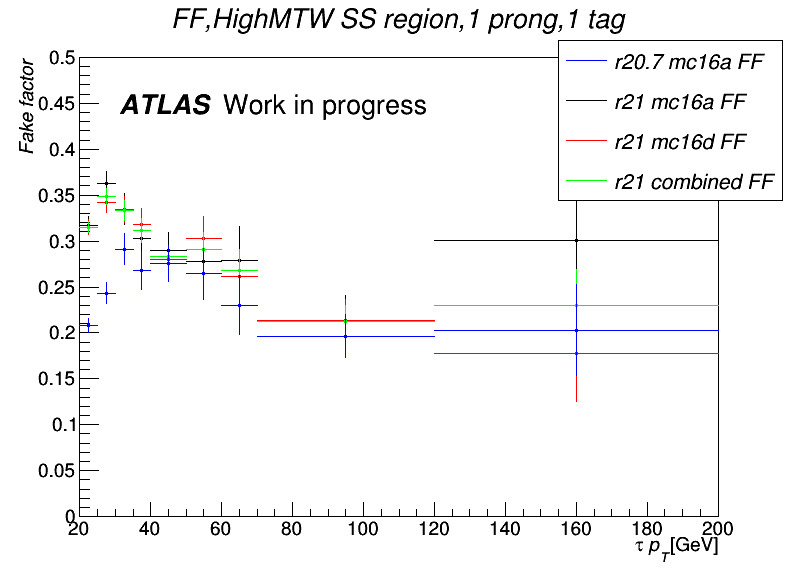 FF,HighMTW SS region,1 prong,1 tag
Fake factor
ATLAS Work in progress
r20.7 mc16a FF
r21 mc16a FF
r21 mc16d FF
r21 combined FF
0.5
0.45
0.4
0.35
0.3
0.25
0.2
0.15
0.1
0.05
0
20 40 60 80 100 120 140 160 180 200
τ p_T[GeV]